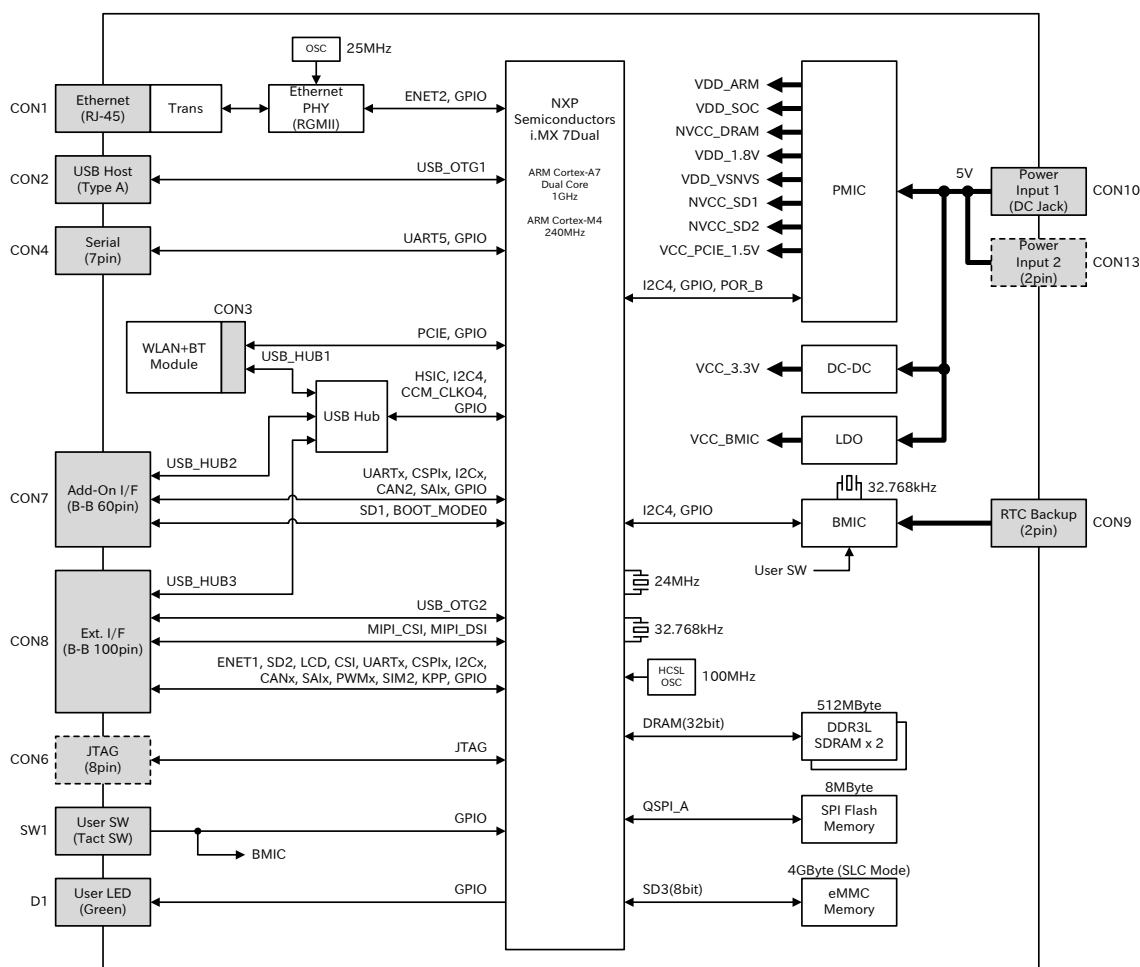 OSC
25MHz
CON1
Ethernet
(RJ-45)
Trans
Ethernet
PHY
(RGMII)
ENET2, GPIO
CON2
USB Host
(Type A)
USB_OTG1
CON4
Serial
(7pin)
UART5, GPIO
CON3
WLAN+BT
Module
PCIE, GPIO
USB_HUB1
USB Hub
HSIC, I2C4,
CCM_CLKO4,
GPIO
USB_HUB2
CON7
Add-On I/F
(B-B 60pin)
UARTx, CSPIx, I2Cx,
CAN2, SAIx, GPIO
SD1, BOOT_MODE0
USB_HUB3
CON8
Ext. I/F
(B-B 100pin)
USB_OTG2
MIPI_CSI, MIPI_DSI
ENET1, SD2, LCD, CSI, UARTx, CSPIx, I2Cx,
CANx, SAIx, PWMx, SIM2, KPP, GPIO
CON6
JTAG
(8pin)
JTAG
SW1
User SW
(Tact SW)
GPIO
BMIC
D1
User LED
(Green)
GPIO
NXP
Semiconductors
i.MX 7Dual
ARM Cortex-A7
Dual Core
1GHz
ARM Cortex-M4
240MHz
VDD_ARM
VDD_SOC
NVCC_DRAM
VDD_1.8V
VDD_VSNVS
NVCC_SD1
NVCC_SD2
VCC_PCIE_1.5V
I2C4, GPIO, POR_B
PMIC
5V
Power
Input 1
(DC Jack)
CON10
Power
Input 2
(2pin)
CON13
VCC_3.3V
DC-DC
VCC_BMIC
LDO
32.768kHz
I2C4, GPIO
BMIC
RTC Backup
(2pin)
CON9
User SW
24MHz
32.768kHz
HCSL
OSC
100MHz
512MByte
DRAM(32bit)
DDR3L
SDRAM x 2
8MByte
QSPI_A
SPI Flash
Memory
4GByte (SLC Mode)
SD3(8bit)
eMMC
Memory